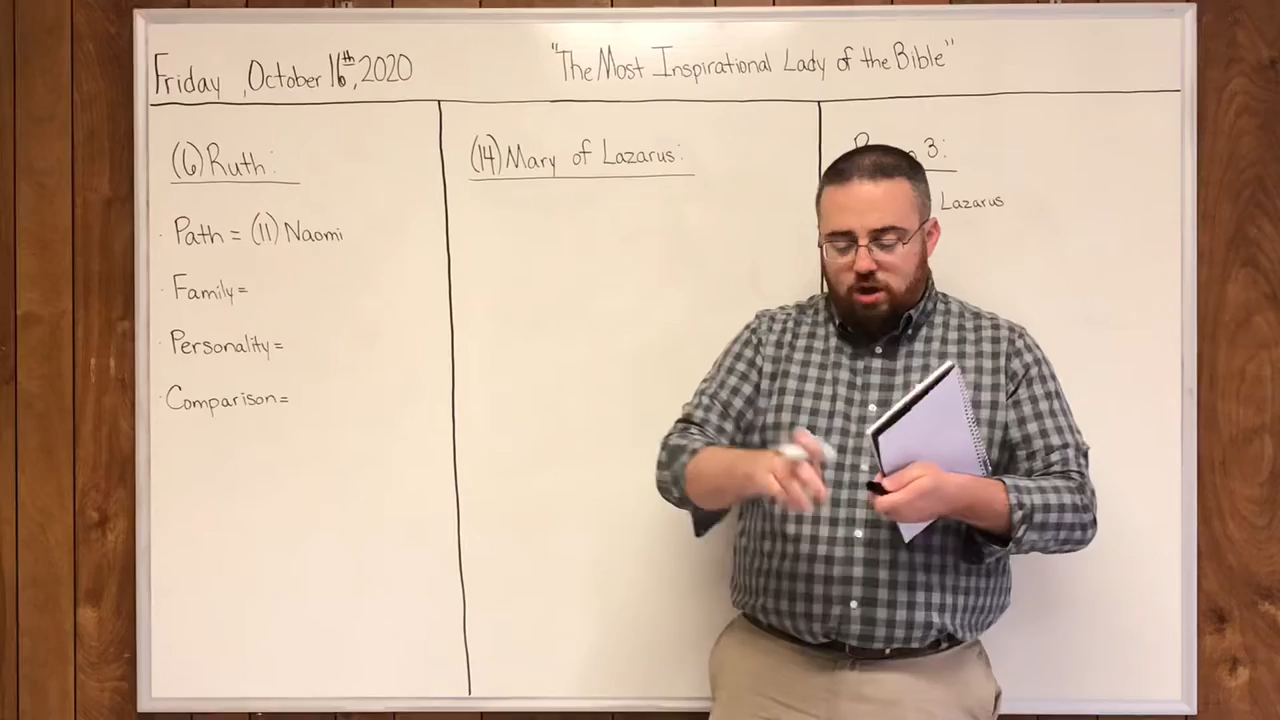 Friday, October 16th, 2020
"The Most Inspirational Lady of the Bible"
(6) Ruth:
· Path = (11) Naomi
· Family =
· Personality =
· Comparison =
(14) Mary of Lazarus:
3:
Lazarus